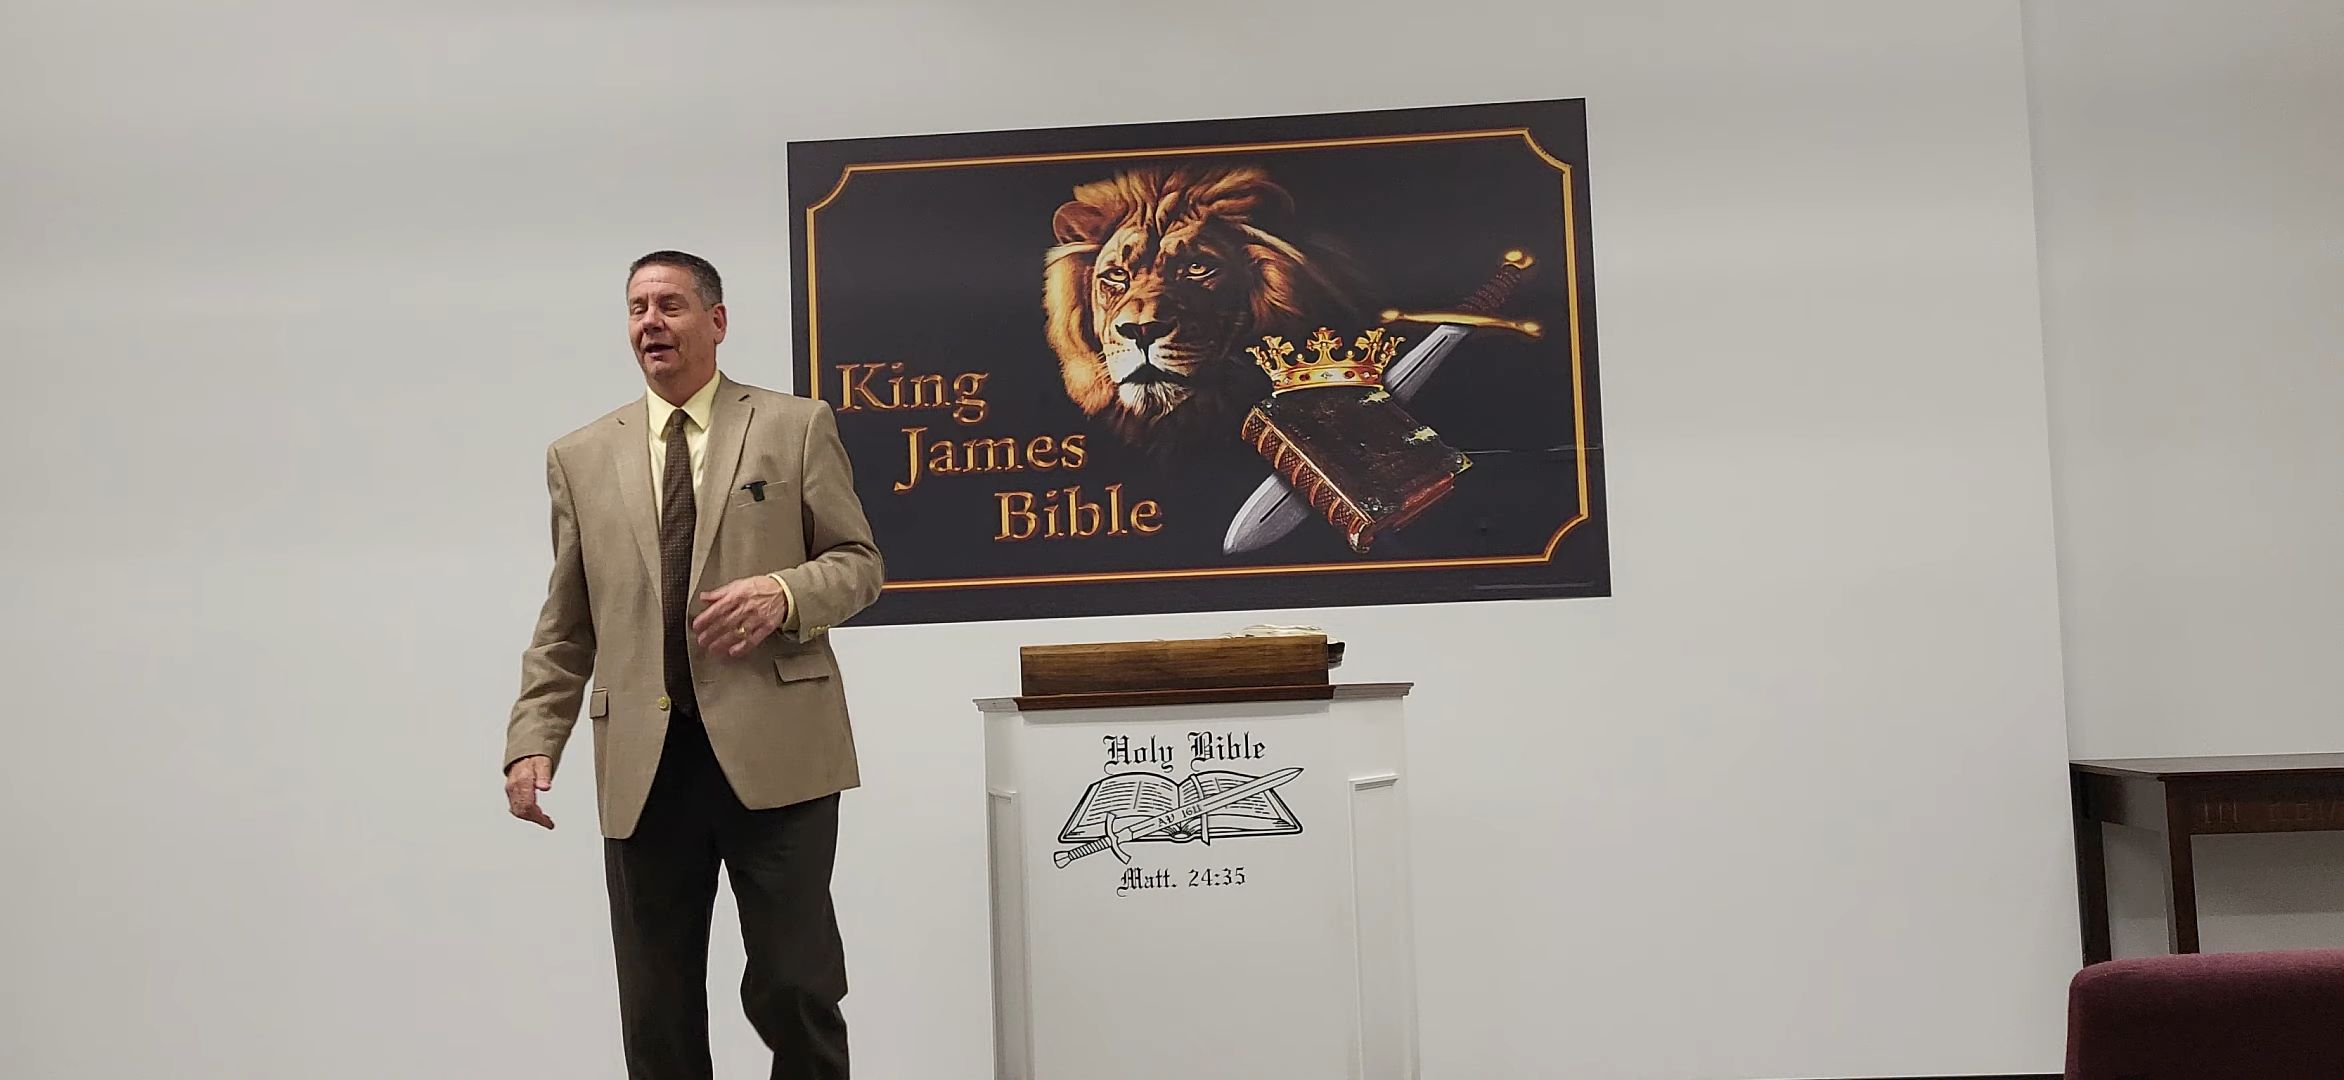 King
James
Bible
Holy Bible
AV 1611
Matt. 24:35